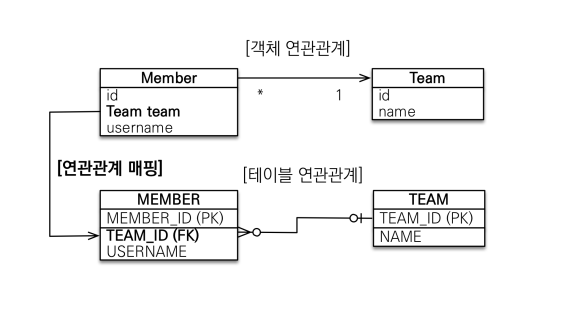 [객체 연관관계]
Member
id
Team team
username
* 1
Team
id
name
[연관관계 매핑]
[테이블 연관관계]
MEMBER
MEMBER_ID (PK)
TEAM_ID (FK)
USERNAME
TEAM
TEAM_ID (PK)
NAME